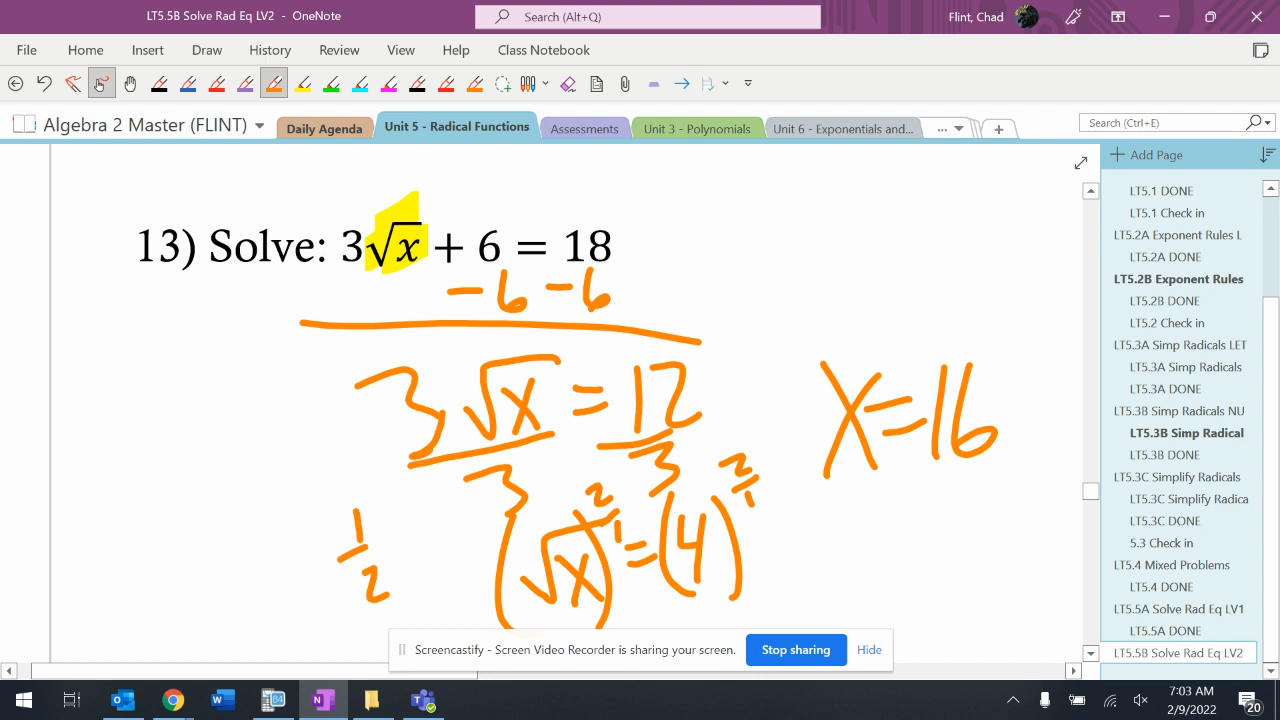 LT5.5B Solve Rad Eq LV2 - OneNote
Search (Alt+Q)
Flint, Chad
File Home Insert Draw History Review View Help Class Notebook
Algebra 2 Master (FLINT)
Daily Agenda
Unit 5 - Radical Functions
Assessments
Unit 3 - Polynomials
Unit 6 - Exponentials and...
...
Search (Ctrl+E)
Add Page
LT5.1 DONE
LT5.1 Check in
LT5.2A Exponent Rules L
LT5.2A DONE
LT5.2B Exponent Rules
LT5.2B DONE
LT5.2 Check in
LT5.3A Simp Radicals LET
LT5.3A Simp Radicals
LT5.3A DONE
LT5.3B Simp Radicals NU
LT5.3B Simp Radical
LT5.3B DONE
LT5.3C Simplify Radicals
LT5.3C Simplify Radica
LT5.3C DONE
5.3 Check in
LT5.4 Mixed Problems
LT5.4 DONE
LT5.5A Solve Rad Eq LV1
LT5.5A DONE
LT5.5B Solve Rad Eq LV2
13) Solve: 3√x + 6 = 18
-6 -6
3√x = 12
3 3
x=16
1/2
(√x)^2/1 = (4)^2/1
Screencastify - Screen Video Recorder is sharing your screen.
Stop sharing
Hide
7:03 AM
2/9/2022
20